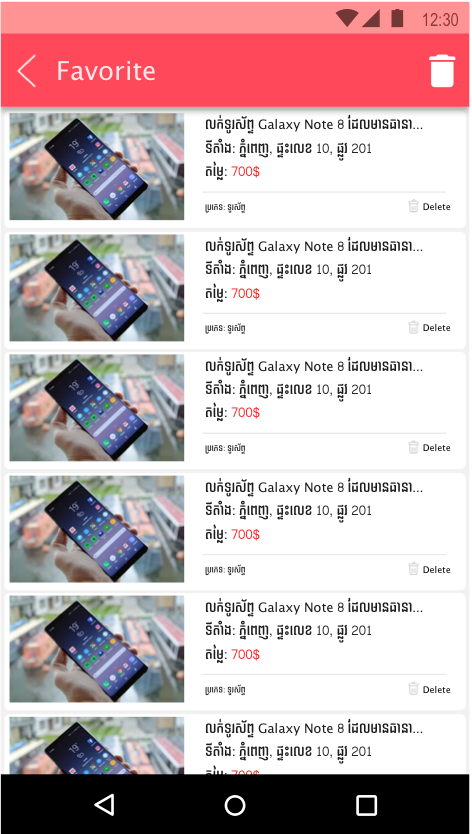 12:30
Favorite
លក់ទូរស័ព្ទ Galaxy Note 8 ដែលមានធានា...
ទីតាំង: ភ្នំពេញ, ផ្ទះលេខ 10, ផ្លូវ 201
តម្លៃ: 700$
ប្រភេទ: ទូរស័ព្ទ
Delete
លក់ទូរស័ព្ទ Galaxy Note 8 ដែលមានធានា...
ទីតាំង: ភ្នំពេញ, ផ្ទះលេខ 10, ផ្លូវ 201
តម្លៃ: 700$
ប្រភេទ: ទូរស័ព្ទ
Delete
លក់ទូរស័ព្ទ Galaxy Note 8 ដែលមានធានា...
ទីតាំង: ភ្នំពេញ, ផ្ទះលេខ 10, ផ្លូវ 201
តម្លៃ: 700$
ប្រភេទ: ទូរស័ព្ទ
Delete
លក់ទូរស័ព្ទ Galaxy Note 8 ដែលមានធានា...
ទីតាំង: ភ្នំពេញ, ផ្ទះលេខ 10, ផ្លូវ 201
តម្លៃ: 700$
ប្រភេទ: ទូរស័ព្ទ
Delete
លក់ទូរស័ព្ទ Galaxy Note 8 ដែលមានធានា...
ទីតាំង: ភ្នំពេញ, ផ្ទះលេខ 10, ផ្លូវ 201
តម្លៃ: 700$
ប្រភេទ: ទូរស័ព្ទ
Delete
លក់ទូរស័ព្ទ Galaxy Note 8 ដែលមានធានា...
ទីតាំង: ភ្នំពេញ, ផ្ទះលេខ 10, ផ្លូវ 201